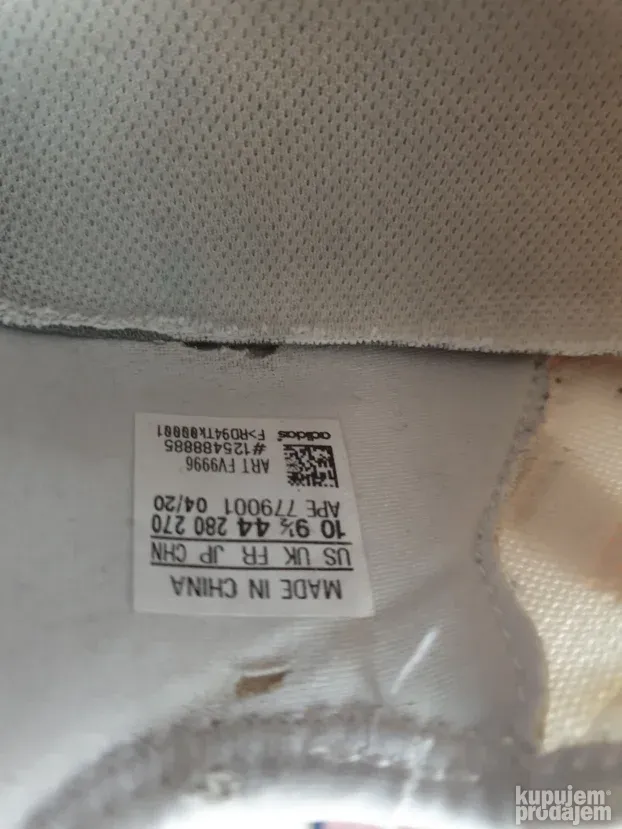 MADE IN CHINA
US UK FR JP CHN
10 9½ 44 280 270
APE 779001 04/20
ART FV9996
#125488885
F>RD94TK00001
adidas
kupujem
prodajem